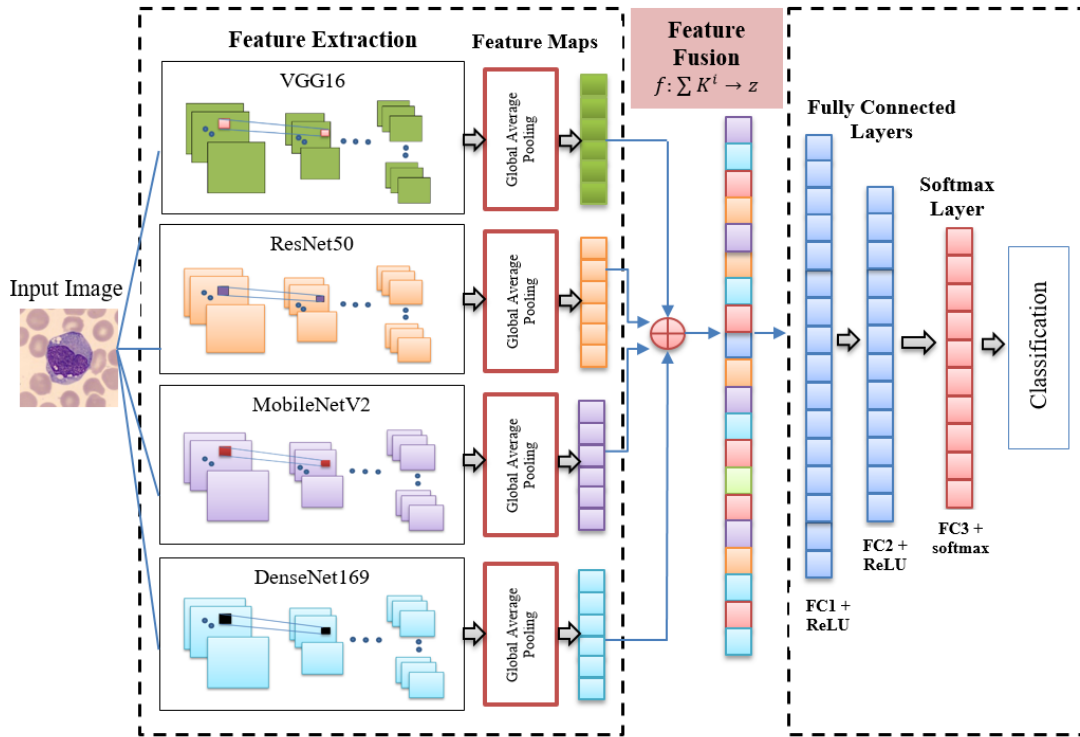 Feature Extraction
Feature Maps
Feature
Fusion
f: ∑ Kⁱ → z
VGG16
Global Average
Pooling
ResNet50
Global Average
Pooling
MobileNetV2
Global Average
Pooling
DenseNet169
Global Average
Pooling
Input Image
Fully Connected
Layers
Softmax
Layer
FC1 +
ReLU
FC2 +
ReLU
FC3 +
softmax
Classification